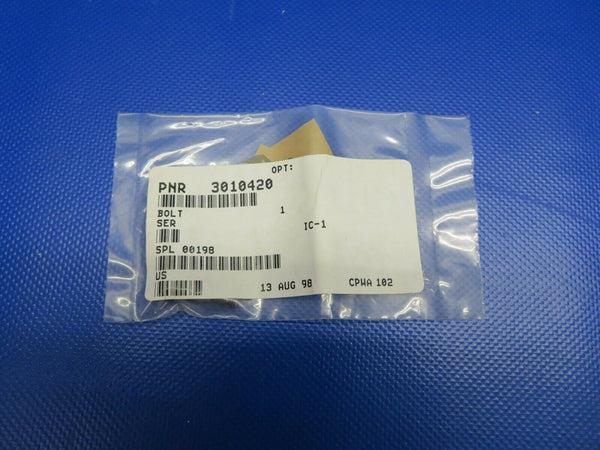 OPT:
PNR 3010420
BOLT 1
SER IC-1
SPL 00198
US
13 AUG 98 CPWA 102